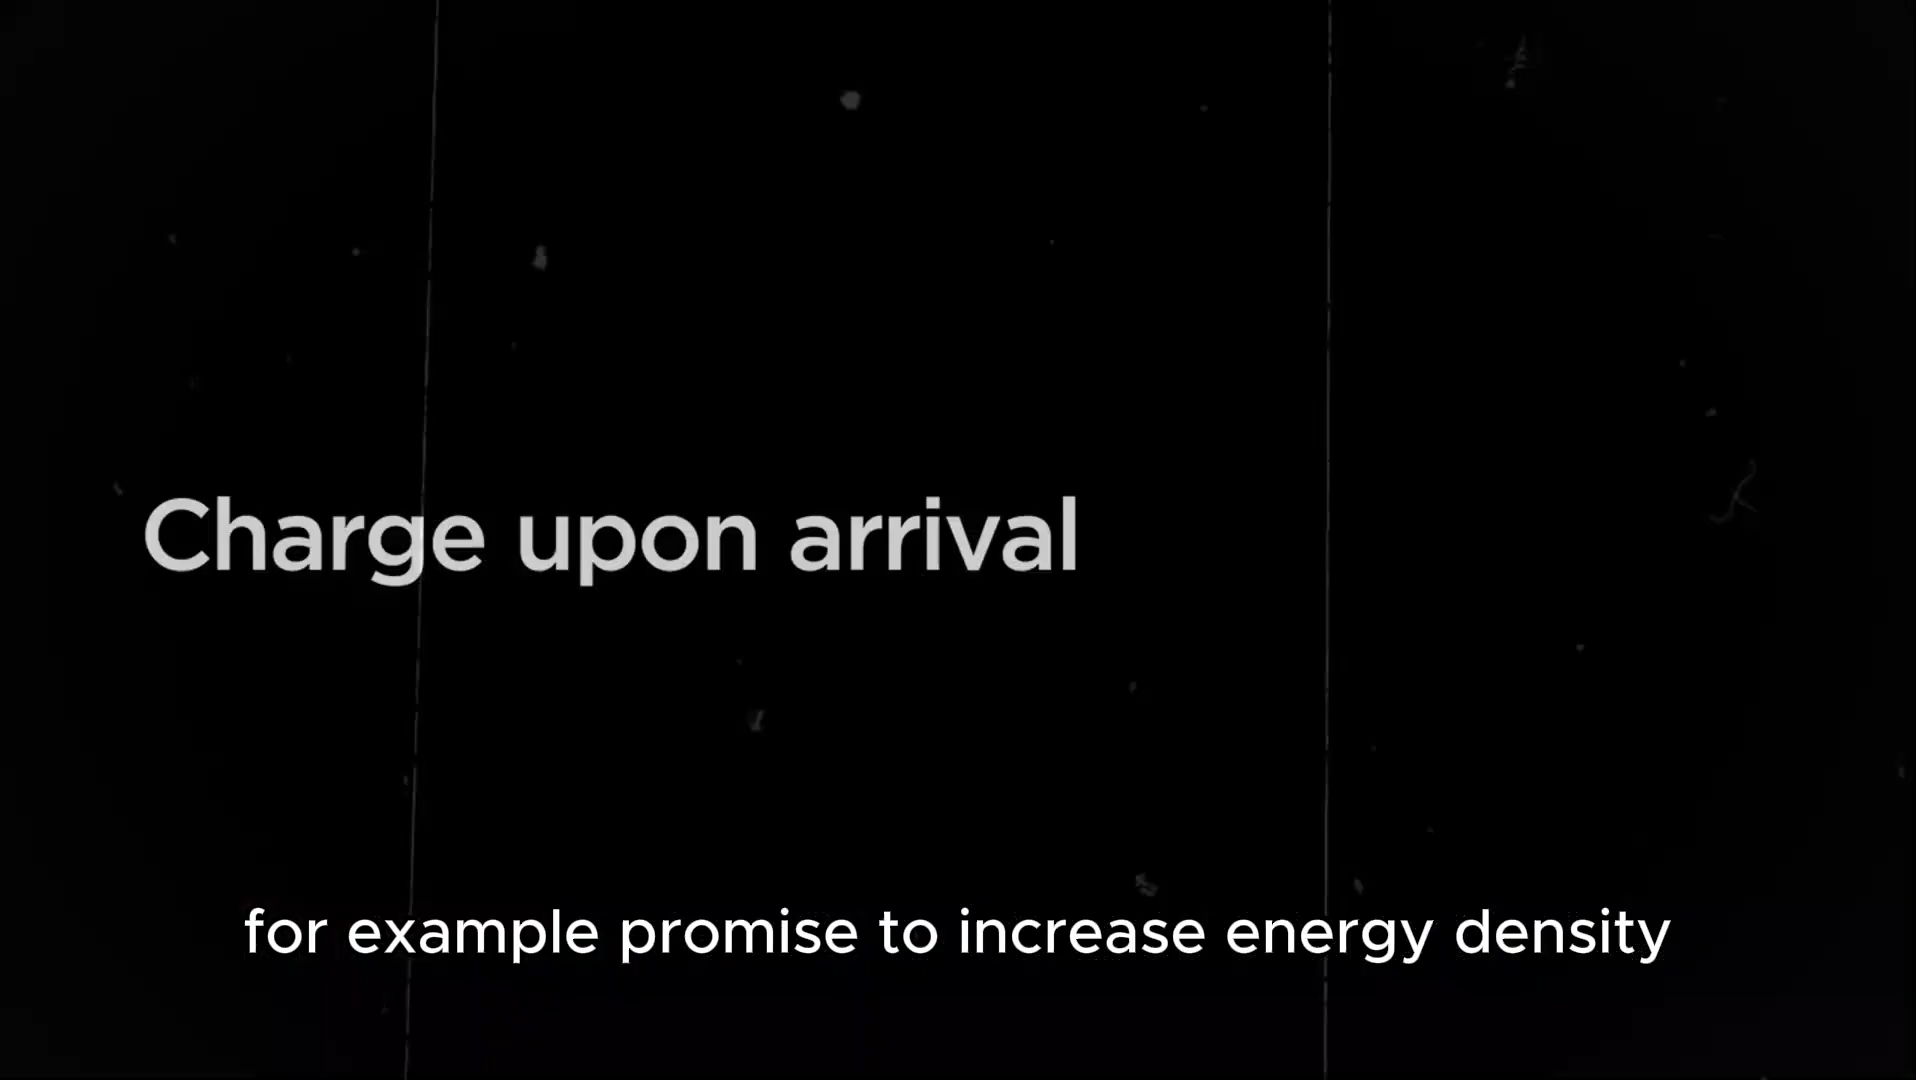 Charge upon arrival
for example promise to increase energy density